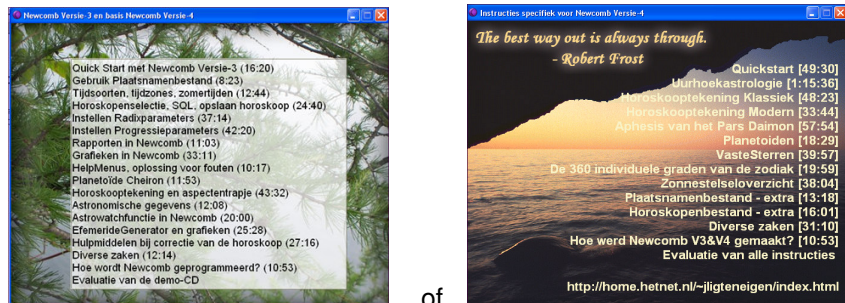 Newcomb Versie-3 en basis Newcomb Versie-4
Quick Start met Newcomb Versie-3 (16:20)
Gebruik Plaatsnamenbestand (8:23)
Tijdsoorten, tijdzones, zomertijden (12:44)
Horoskopenselectie, SQL, opslaan horoskoop (24:40)
Instellen Radixparameters (37:14)
Instellen Progressieparameters (42:20)
Rapporten in Newcomb (11:03)
Grafieken in Newcomb (33:11)
HelpMenus, oplossing voor fouten (10:17)
Planetoïde Cheiron (11:53)
Horoskooptekening en aspectentrapje (43:32)
Astronomische gegevens (12:08)
Astrowatchfunctie in Newcomb (20:00)
EfemerideGenerator en grafieken (25:28)
Hulpmiddelen bij correctie van de horoskoop (27:16)
Diverse zaken (12:14)
Hoe wordt Newcomb geprogrammeerd? (10:53)
Evaluatie van de demo-CD
of
Instructies specifiek voor Newcomb Versie-4
The best way out is always through.
- Robert Frost
Quickstart [49:30]
Uurhoekastrologie [1:15:36]
Horoskooptekening Klassiek [48:23]
Horoskooptekening Modern [33:44]
Aphesis van het Pars Daimon [57:54]
Planetoiden [18:29]
VasteSterren [39:57]
De 360 individuele graden van de zodiak [19:59]
Zonnestelseloverzicht [38:04]
Plaatsnamenbestand - extra [13:18]
Horoskopenbestand - extra [16:01]
Diverse zaken [31:10]
Hoe werd Newcomb V3&V4 gemaakt? [10:53]
Evaluatie van alle instructies
http://home.hetnet.nl/~jligteneigen/index.html